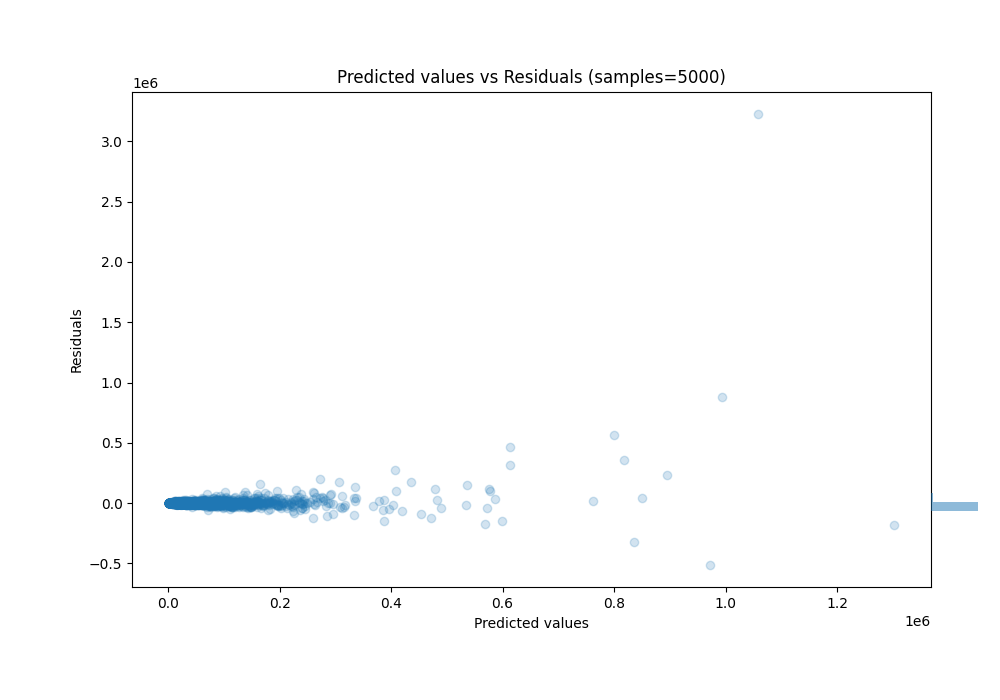 Predicted values vs Residuals (samples=5000)
1e6
3.0
2.5
2.0
1.5
1.0
0.5
0.0
−0.5
Residuals
0.0 0.2 0.4 0.6 0.8 1.0 1.2
1e6
Predicted values